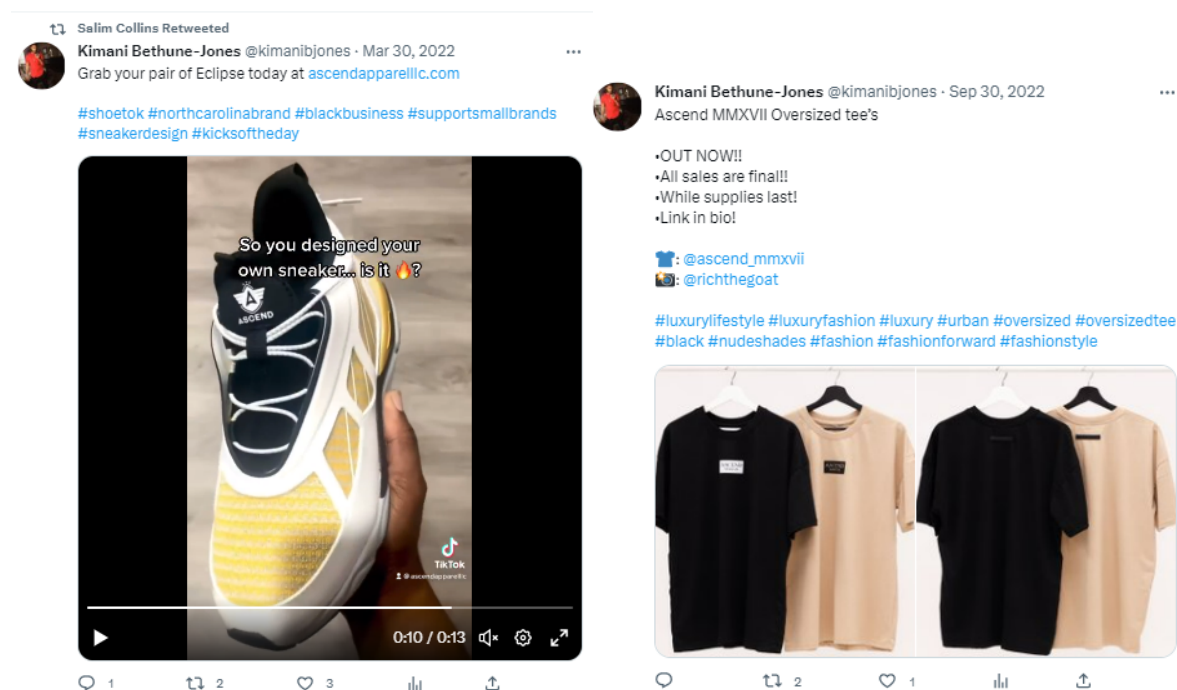 Salim Collins Retweeted
Kimani Bethune-Jones @kimanibjones · Mar 30, 2022
Grab your pair of Eclipse today at ascendapparelllc.com
#shoetok #northcarolinabrand #blackbusiness #supportsmallbrands
#sneakerdesign #kicksoftheday
So you designed your
own sneaker... is it 🔥?
A
ASCEND
TikTok
@ascendapparelllc
0:10 / 0:13
1
2
3
Kimani Bethune-Jones @kimanibjones · Sep 30, 2022
Ascend MMXVII Oversized tee's
•OUT NOW!!
•All sales are final!!
•While supplies last!
•Link in bio!
👕: @ascend_mmxvii
📸: @richthegoat
#luxurylifestyle #luxuryfashion #luxury #urban #oversized #oversizedtee
#black #nudeshades #fashion #fashionforward #fashionstyle
ASCEND
ASCEND
2
1